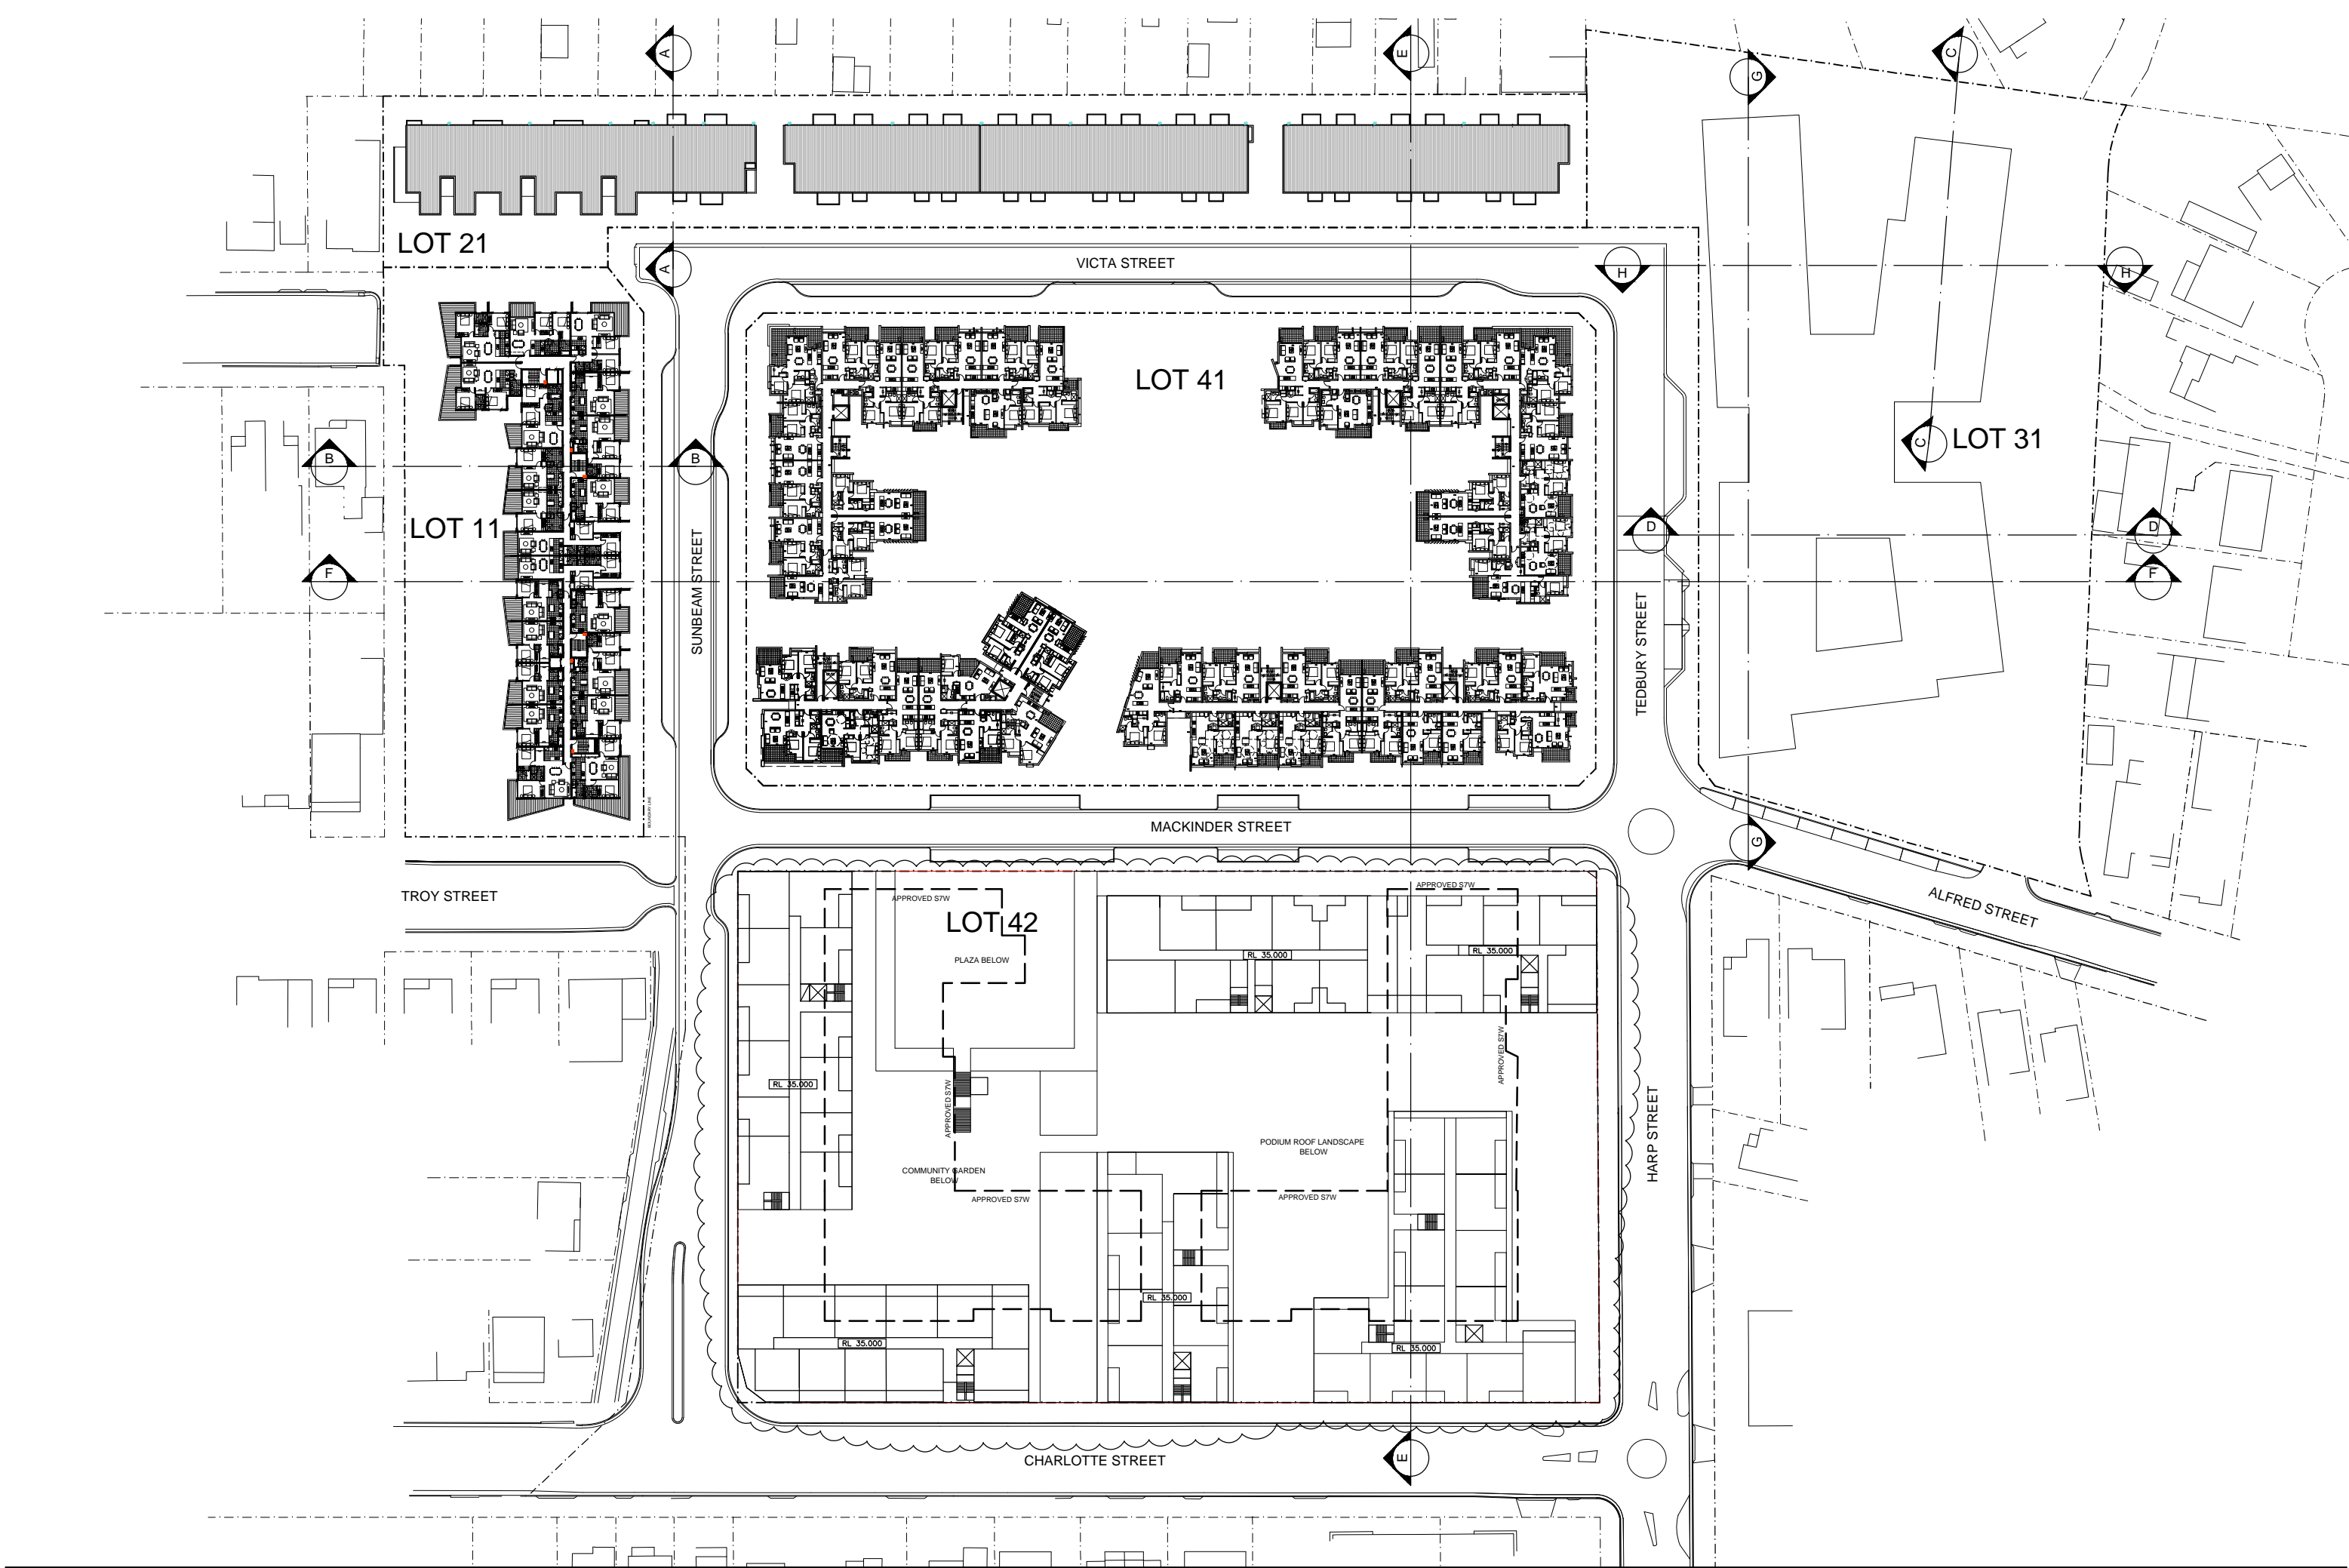 A
E
G
C
LOT 21
VICTA STREET
A
H
H
LOT 41
C
LOT 31
B
B
LOT 11
D
D
F
F
SUNBEAM STREET
TEDBURY STREET
BOUNDARY LINE
MACKINDER STREET
G
TROY STREET
ALFRED STREET
APPROVED S7W
APPROVED S7W
LOT 42
PLAZA BELOW
RL 35.000
RL 35.000
APPROVED S7W
RL 35.000
APPROVED S7W
HARP STREET
PODIUM ROOF LANDSCAPE
BELOW
COMMUNITY GARDEN
BELOW
APPROVED S7W
APPROVED S7W
RL 35.000
RL 35.000
RL 35.000
CHARLOTTE STREET
E